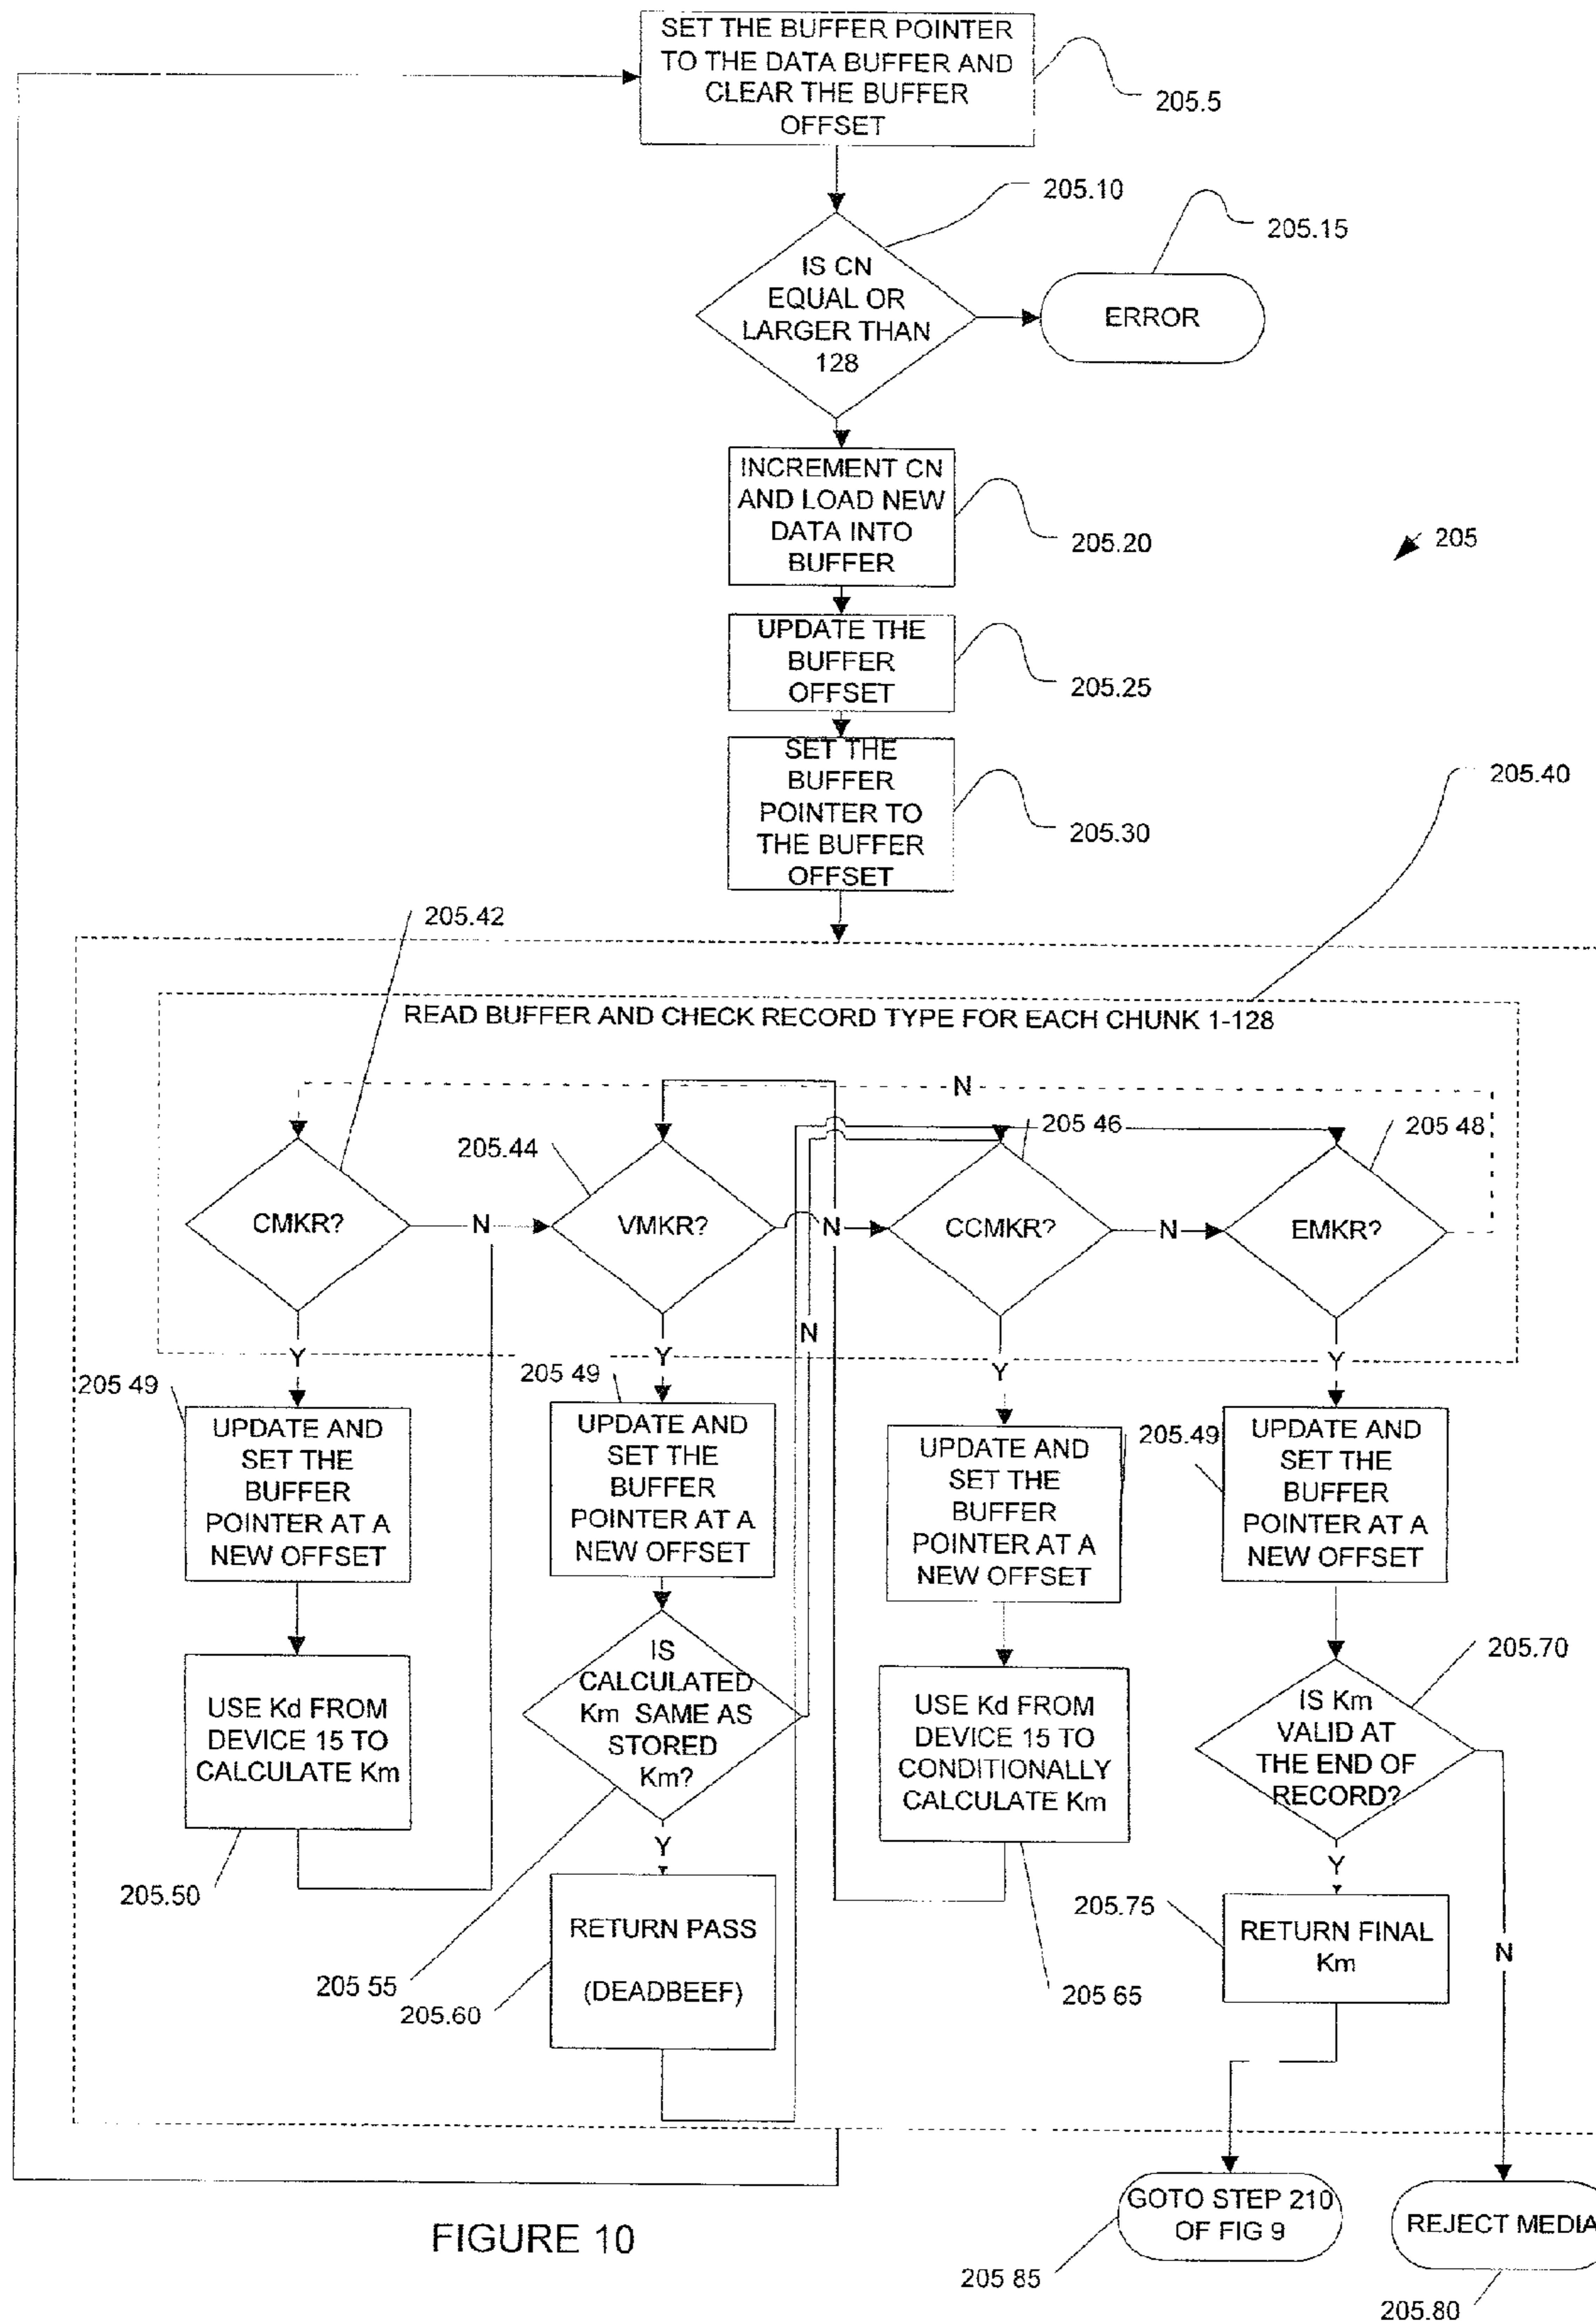 SET THE BUFFER POINTER
TO THE DATA BUFFER AND
CLEAR THE BUFFER
OFFSET
205.5
205.10
205.15
IS CN
EQUAL OR
LARGER THAN
128
ERROR
INCREMENT CN
AND LOAD NEW
DATA INTO
BUFFER
205.20
205
UPDATE THE
BUFFER
OFFSET
205.25
SET THE
BUFFER
POINTER TO
THE BUFFER
OFFSET
205.30
205.40
205.42
READ BUFFER AND CHECK RECORD TYPE FOR EACH CHUNK 1-128
N
205.44
205 46
205 48
CMKR?
N
VMKR?
N
CCMKR?
N
EMKR?
N
Y
Y
Y
Y
205 49
205 49
205.49
UPDATE AND
SET THE
BUFFER
POINTER AT A
NEW OFFSET
UPDATE AND
SET THE
BUFFER
POINTER AT A
NEW OFFSET
UPDATE AND
SET THE
BUFFER
POINTER AT A
NEW OFFSET
UPDATE AND
SET THE
BUFFER
POINTER AT A
NEW OFFSET
USE Kd FROM
DEVICE 15 TO
CALCULATE Km
205.50
IS
CALCULATED
Km SAME AS
STORED
Km?
205 55
Y
RETURN PASS
(DEADBEEF)
205.60
USE Kd FROM
DEVICE 15 TO
CONDITIONALLY
CALCULATE Km
205 65
205.70
IS Km
VALID AT
THE END OF
RECORD?
Y
N
205.75
RETURN FINAL
Km
GOTO STEP 210
OF FIG 9
205 85
REJECT MEDIA
205.80
FIGURE 10